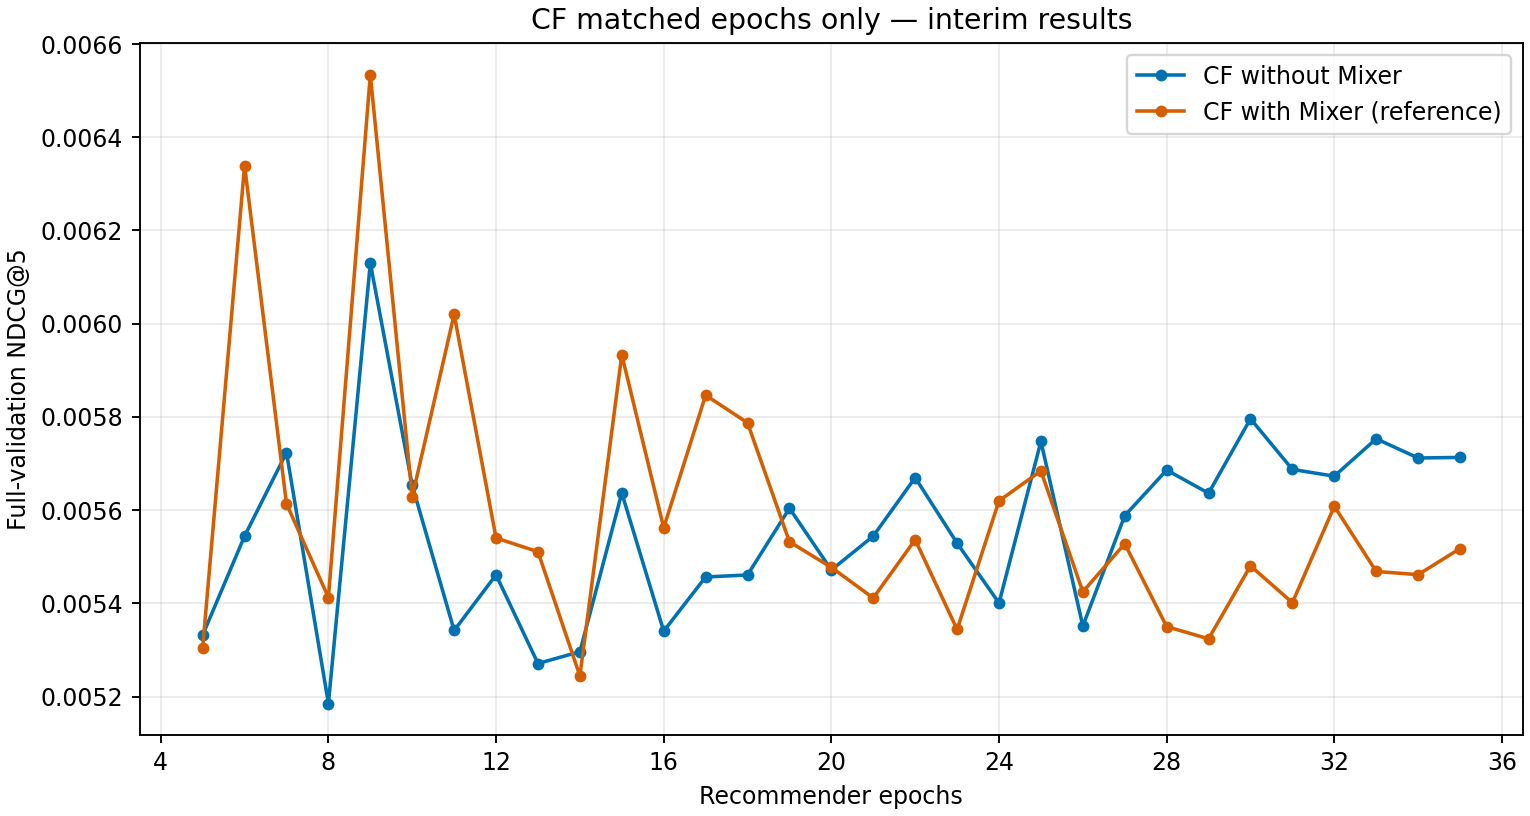 CF matched epochs only — interim results
CF without Mixer
CF with Mixer (reference)
Full-validation NDCG@5
0.0066
0.0064
0.0062
0.0060
0.0058
0.0056
0.0054
0.0052
4 8 12 16 20 24 28 32 36
Recommender epochs